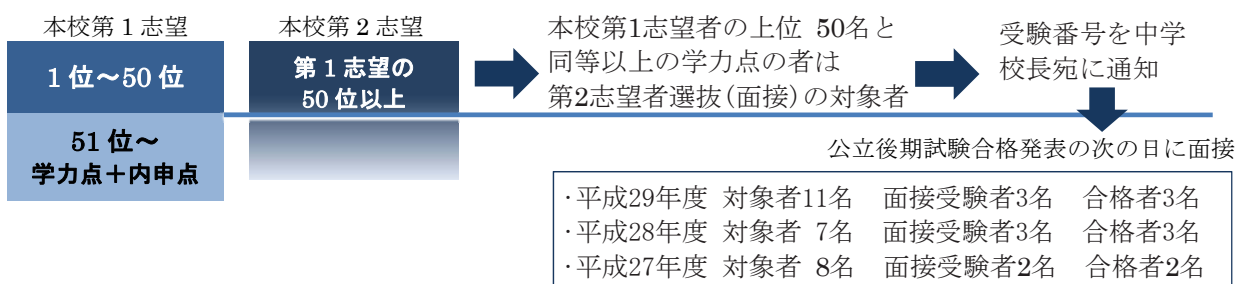 本校第1志望
1位～50位
51位～
学力点＋内申点
本校第2志望
第1志望の
50位以上
本校第1志望者の上位 50名と
同等以上の学力点の者は
第2志望者選抜(面接)の対象者
受験番号を中学
校長宛に通知
公立後期試験合格発表の次の日に面接
･平成29年度 対象者11名 面接受験者3名 合格者3名
･平成28年度 対象者 7名 面接受験者3名 合格者3名
･平成27年度 対象者 8名 面接受験者2名 合格者2名